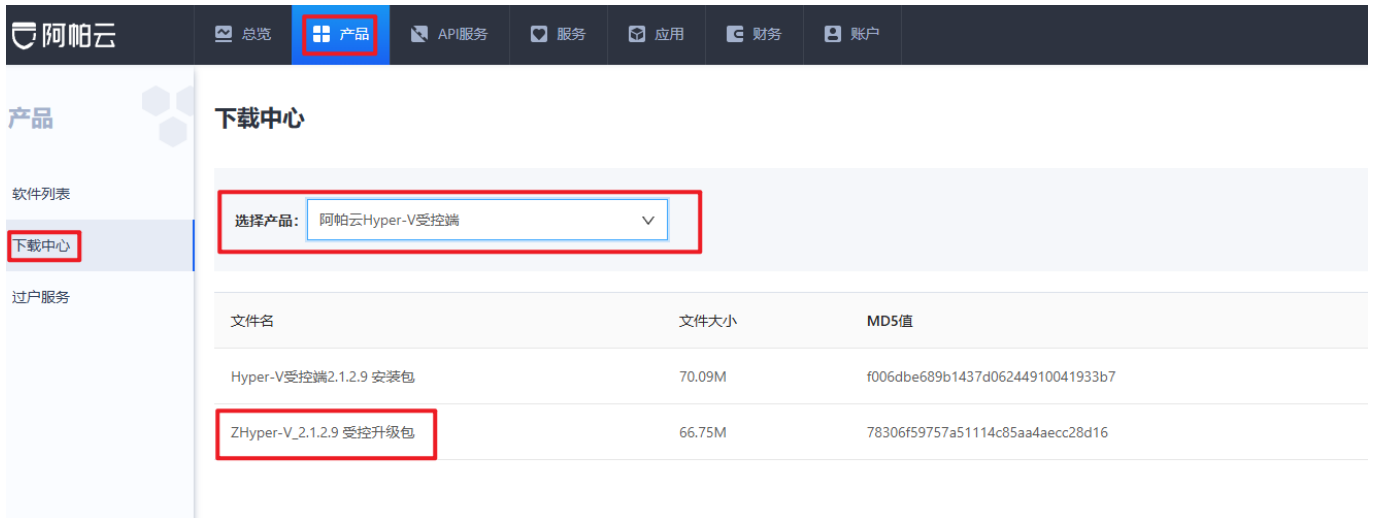 阿帕云 总览 产品 API服务 服务 应用 财务 账户
产品
软件列表
下载中心
过户服务
下载中心
选择产品: 阿帕云Hyper-V受控端
文件名 文件大小 MD5值
Hyper-V受控端2.1.2.9 安装包 70.09M f006dbe689b1437d06244910041933b7
ZHyper-V_2.1.2.9 受控升级包 66.75M 78306f59757a51114c85aa4aecc28d16